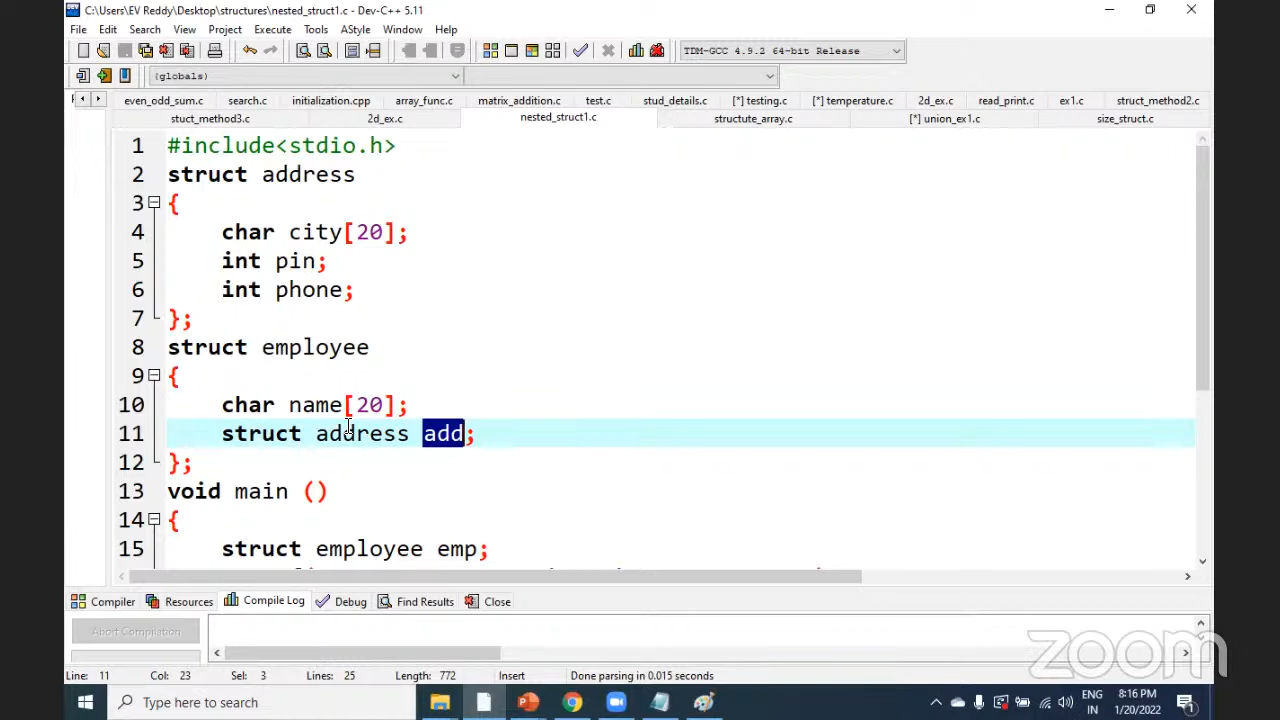 C:\Users\EV Reddy\Desktop\structures\nested_struct1.c - Dev-C++ 5.11
File Edit Search View Project Execute Tools AStyle Window Help
TDM-GCC 4.9.2 64-bit Release
(globals)
even_odd_sum.c search.c initialization.cpp array_func.c matrix_addition.c test.c stud_details.c [*] testing.c [*] temperature.c 2d_ex.c read_print.c ex1.c struct_method2.c
stuct_method3.c 2d_ex.c nested_struct1.c structute_array.c [*] union_ex1.c size_struct.c
1 #include<stdio.h>
2 struct address
3 {
4 char city[20];
5 int pin;
6 int phone;
7 };
8 struct employee
9 {
10 char name[20];
11 struct address add;
12 };
13 void main ()
14 {
15 struct employee emp;
Compiler Resources Compile Log Debug Find Results Close
Abort Compilation
zoom
Line: 11 Col: 23 Sel: 3 Lines: 25 Length: 772 Insert Done parsing in 0.015 seconds
Type here to search
ENG
IN
8:16 PM
1/20/2022
1